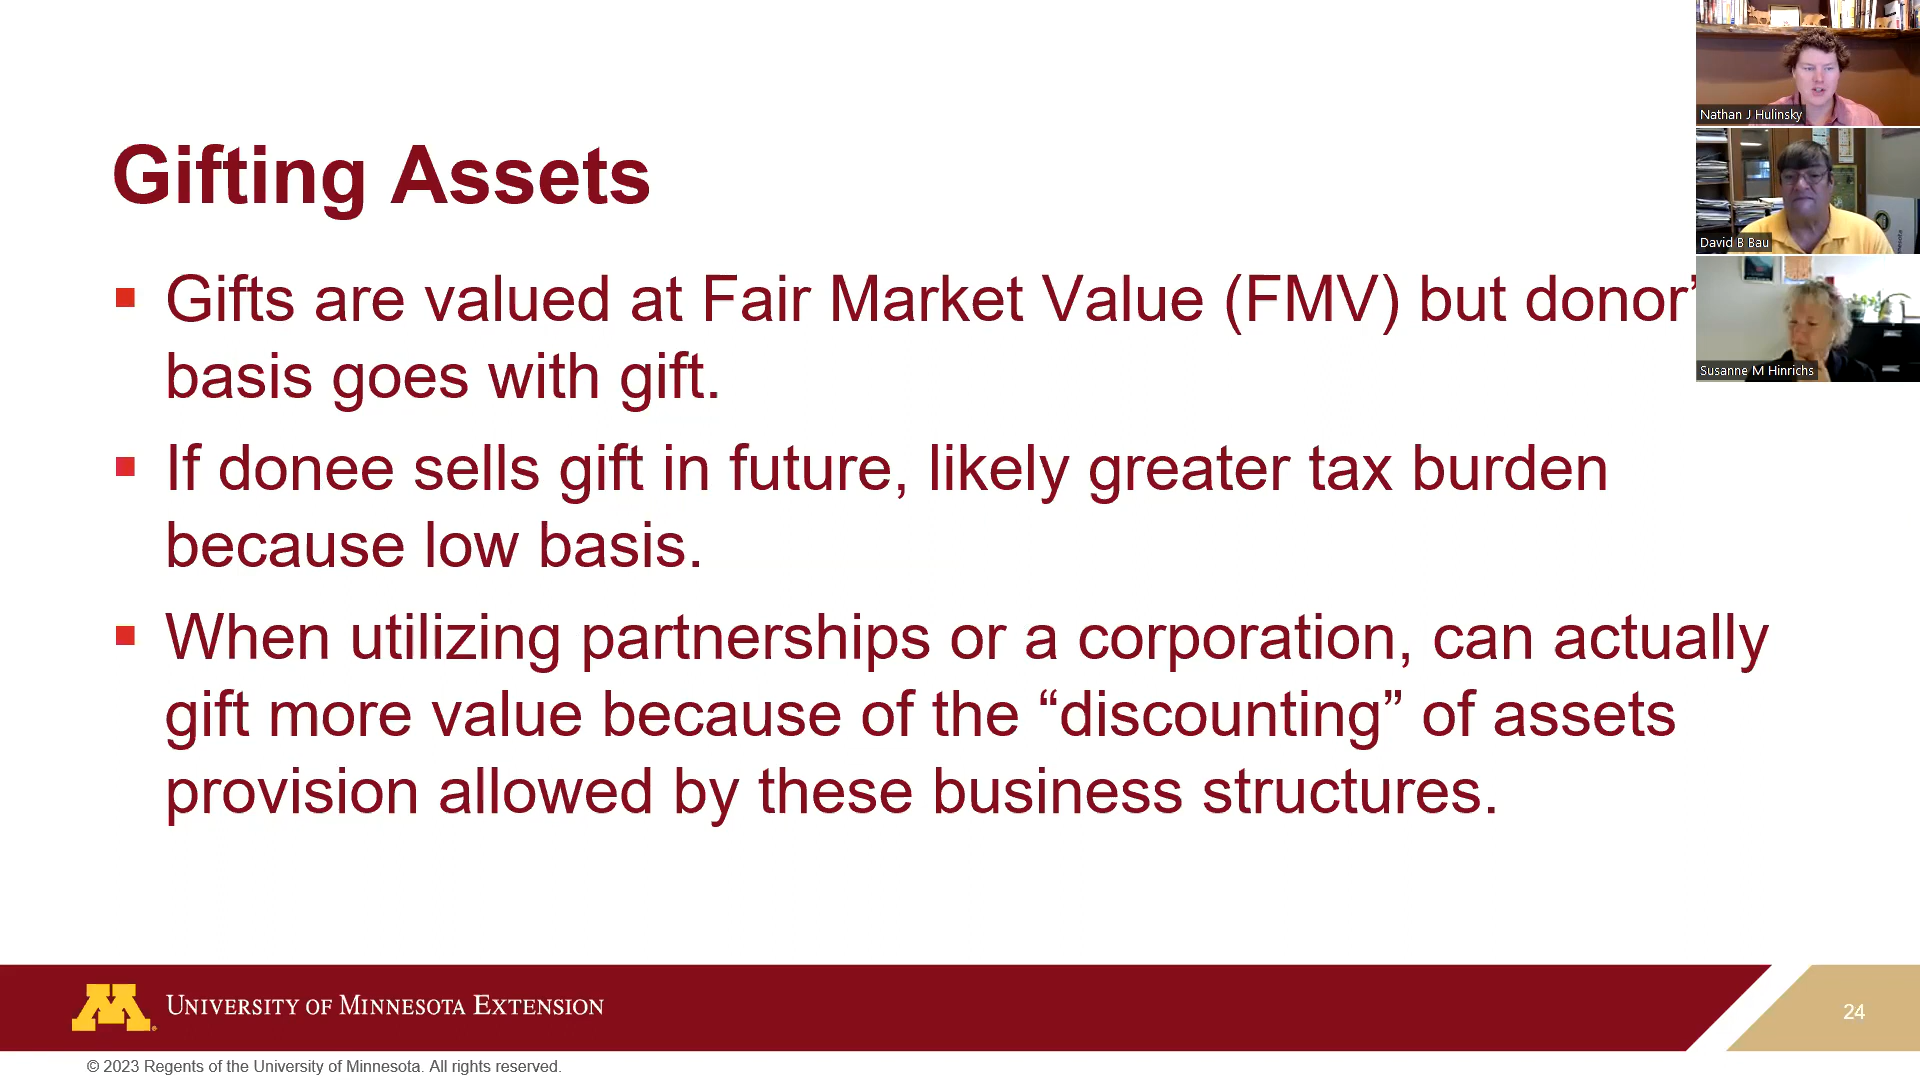 Gifting Assets
Gifts are valued at Fair Market Value (FMV) but donor'
basis goes with gift.
If donee sells gift in future, likely greater tax burden
because low basis.
When utilizing partnerships or a corporation, can actually
gift more value because of the “discounting” of assets
provision allowed by these business structures.
Nathan J Hulinsky
David B Bau
Susanne M Hinrichs
UNIVERSITY OF MINNESOTA EXTENSION
24
© 2023 Regents of the University of Minnesota. All rights reserved.